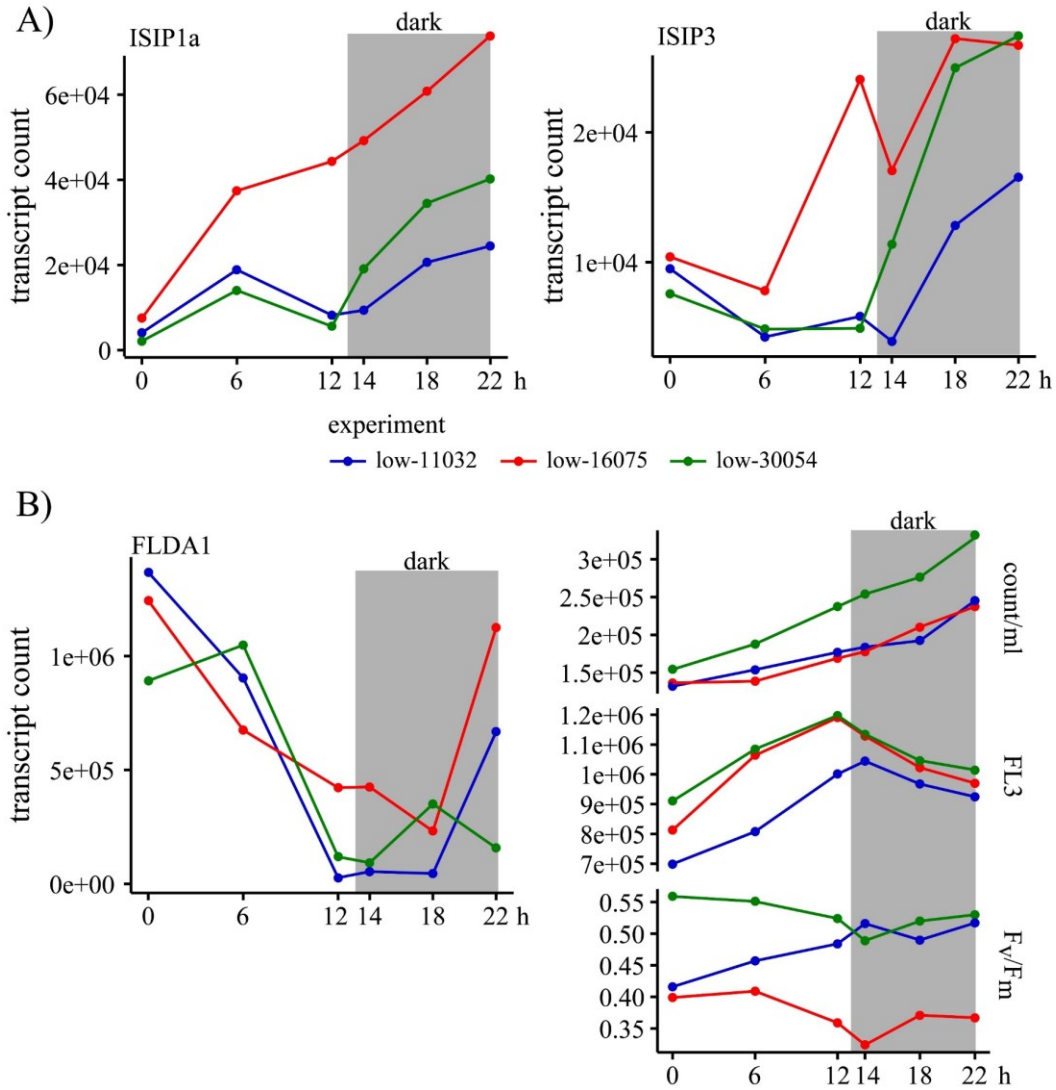 A)
ISIP1a
dark
transcript count
6e+04
4e+04
2e+04
0
0 6 12 14 18 22 h
ISIP3
dark
transcript count
2e+04
1e+04
0 6 12 14 18 22 h
experiment
low-11032 low-16075 low-30054
B)
FLDA1
dark
transcript count
1e+06
5e+05
0e+00
0 6 12 14 18 22 h
dark
3e+05
2.5e+05
2e+05
1.5e+05
count/ml
1.2e+06
1.1e+06
1e+06
9e+05
8e+05
7e+05
FL3
0.55
0.50
0.45
0.40
0.35
Fv/Fm
0 6 12 14 18 22 h